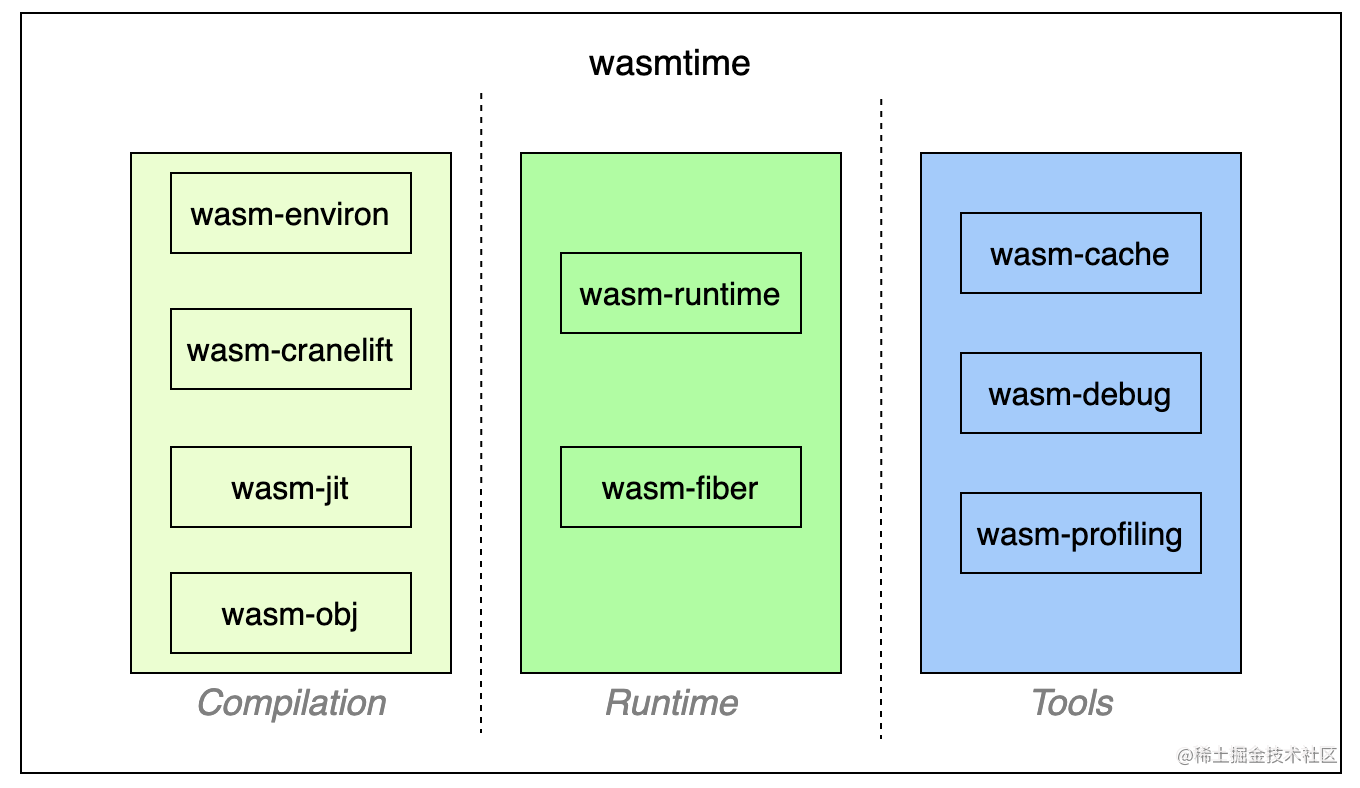 wasmtime
wasm-environ
wasm-cranelift
wasm-jit
wasm-obj
Compilation
wasm-runtime
wasm-fiber
Runtime
wasm-cache
wasm-debug
wasm-profiling
Tools
@稀土掘金技术社区